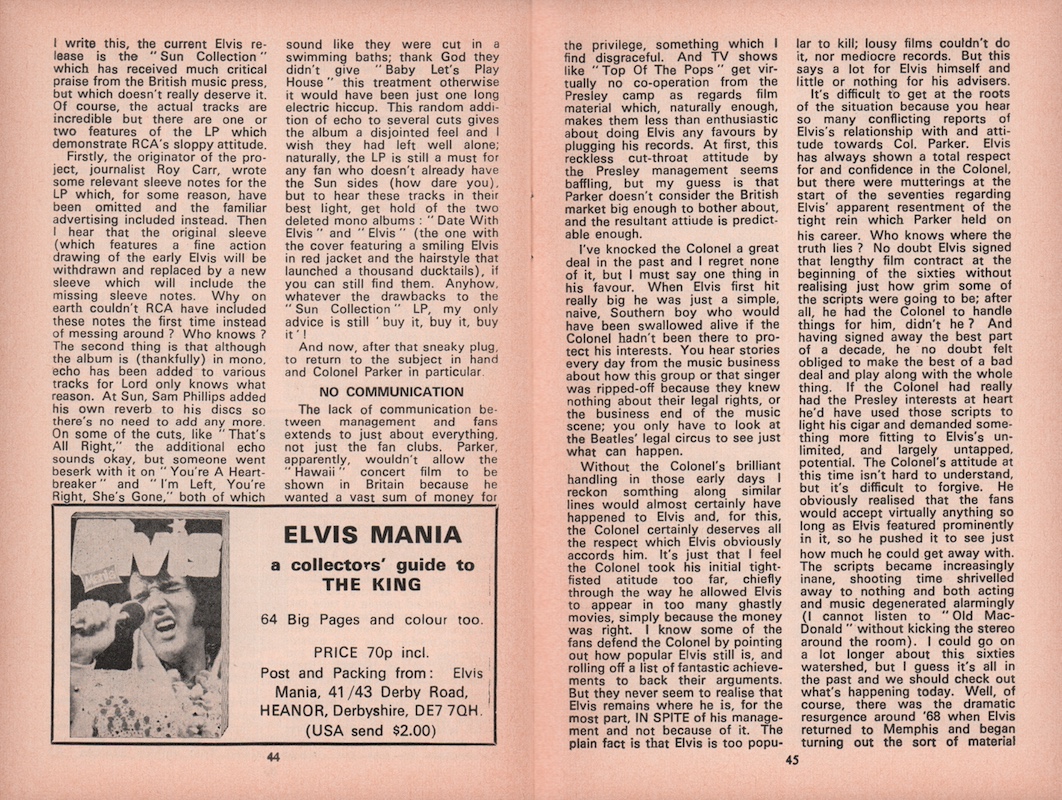 I write this, the current Elvis re-
lease is the "Sun Collection"
which has received much critical
praise from the British music press,
but which doesn't really deserve it.
Of course, the actual tracks are
incredible but there are one or
two features of the LP which
demonstrate RCA's sloppy attitude.
Firstly, the originator of the pro-
ject, journalist Roy Carr, wrote
some relevant sleeve notes for the
LP which, for some reason, have
been omitted and the familiar
advertising included instead. Then
I hear that the original sleeve
(which features a fine action
drawing of the early Elvis will be
withdrawn and replaced by a new
sleeve which will include the
missing sleeve notes. Why on
earth couldn't RCA have included
these notes the first time instead
of messing around? Who knows?
The second thing is that although
the album is (thankfully) in mono,
echo has been added to various
tracks for Lord only knows what
reason. At Sun, Sam Phillips added
his own reverb to his discs so
there's no need to add any more.
On some of the cuts, like "That's
All Right," the additional echo
sounds okay, but someone went
beserk with it on "You're A Heart-
breaker" and "I'm Left, You're
Right, She's Gone," both of which
sound like they were cut in a
swimming baths; thank God they
didn't give "Baby Let's Play
House" this treatment otherwise
it would have been just one long
electric hiccup. This random addi-
tion of echo to several cuts gives
the album a disjointed feel and I
wish they had left well alone;
naturally, the LP is still a must for
any fan who doesn't already have
the Sun sides (how dare you),
but to hear these tracks in their
best light, get hold of the two
deleted mono albums: "Date With
Elvis" and "Elvis" (the one with
the cover featuring a smiling Elvis
in red jacket and the hairstyle that
launched a thousand ducktails), if
you can still find them. Anyhow,
whatever the drawbacks to the
"Sun Collection" LP, my only
advice is still 'buy it, buy it, buy
it'!
And now, after that sneaky plug,
to return to the subject in hand
and Colonel Parker in particular.
NO COMMUNICATION
The lack of communication be-
tween management and fans
extends to just about everything,
not just the fan clubs. Parker,
apparently, wouldn't allow the
"Hawaii" concert film to be
shown in Britain because he
wanted a vast sum of money for
ELVIS MANIA
a collectors' guide to
THE KING
64 Big Pages and colour too.
PRICE 70p incl.
Post and Packing from: Elvis
Mania, 41/43 Derby Road,
HEANOR, Derbyshire, DE7 7QH.
(USA send $2.00)
44
the privilege, something which I
find disgraceful. And TV shows
like "Top Of The Pops" get vir-
tually no co-operation from the
Presley camp as regards film
material which, naturally enough,
makes them less than enthusiastic
about doing Elvis any favours by
plugging his records. At first, this
reckless cut-throat attitude by
the Presley management seems
baffling, but my guess is that
Parker doesn't consider the British
market big enough to bother about,
and the resultant attiude is predict-
able enough.
I've knocked the Colonel a great
deal in the past and I regret none
of it, but I must say one thing in
his favour. When Elvis first hit
really big he was just a simple,
naive, Southern boy who would
have been swallowed alive if the
Colonel hadn't been there to pro-
tect his interests. You hear stories
every day from the music business
about how this group or that singer
was ripped-off because they knew
nothing about their legal rights, or
the business end of the music
scene; you only have to look at
the Beatles' legal circus to see just
what can happen.
Without the Colonel's brilliant
handling in those early days I
reckon somthing along similar
lines would almost certainly have
happened to Elvis and, for this,
the Colonel certainly deserves all
the respect which Elvis obviously
accords him. It's just that I feel
the Colonel took his initial tight-
fisted atitude too far, chiefly
through the way he allowed Elvis
to appear in too many ghastly
movies, simply because the money
was right. I know some of the
fans defend the Colonel by pointing
out how popular Elvis still is, and
rolling off a list of fantastic achieve-
ments to back their arguments.
But they never seem to realise that
Elvis remains where he is, for the
most part, IN SPITE of his manage-
ment and not because of it. The
plain fact is that Elvis is too popu-
lar to kill; lousy films couldn't do
it, nor mediocre records. But this
says a lot for Elvis himself and
little or nothing for his advisers.
It's difficult to get at the roots
of the situation because you hear
so many conflicting reports of
Elvis's relationship with and atti-
tude towards Col. Parker. Elvis
has always shown a total respect
for and confidence in the Colonel,
but there were mutterings at the
start of the seventies regarding
Elvis' apparent resentment of the
tight rein which Parker held on
his career. Who knows where the
truth lies? No doubt Elvis signed
that lengthy film contract at the
beginning of the sixties without
realising just how grim some of
the scripts were going to be; after
all, he had the Colonel to handle
things for him, didn't he? And
having signed away the best part
of a decade, he no doubt felt
obliged to make the best of a bad
deal and play along with the whole
thing. If the Colonel had really
had the Presley interests at heart
he'd have used those scripts to
light his cigar and demanded some-
thing more fitting to Elvis's un-
limited, and largely untapped,
potential. The Colonel's attitude at
this time isn't hard to understand,
but it's difficult to forgive. He
obviously realised that the fans
would accept virtually anything so
long as Elvis featured prominently
in it, so he pushed it to see just
how much he could get away with.
The scripts became increasingly
inane, shooting time shrivelled
away to nothing and both acting
and music degenerated alarmingly
(I cannot listen to "Old Mac-
Donald" without kicking the stereo
around the room). I could go on
a lot longer about this sixties
watershed, but I guess it's all in
the past and we should check out
what's happening today. Well, of
course, there was the dramatic
resurgence around '68 when Elvis
returned to Memphis and began
turning out the sort of material
45